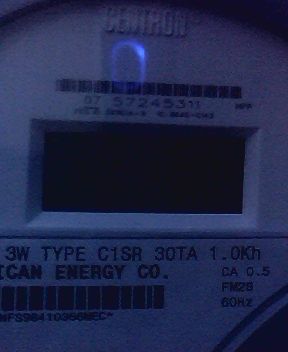 CENTRON
07 57245311
3W TYPE C1SR 30TA 1.0Kh
ICAN ENERGY CO.
CA 0.5
FM2S
60Hz